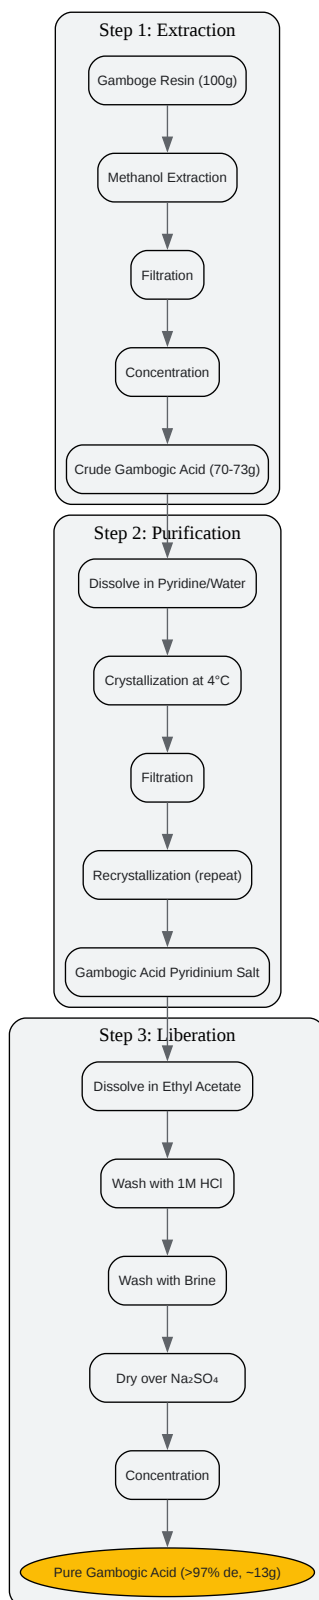 Step 1: Extraction
Gamboge Resin (100g)
Methanol Extraction
Filtration
Concentration
Crude Gambogic Acid (70-73g)
Step 2: Purification
Dissolve in Pyridine/Water
Crystallization at 4°C
Filtration
Recrystallization (repeat)
Gambogic Acid Pyridinium Salt
Step 3: Liberation
Dissolve in Ethyl Acetate
Wash with 1M HCl
Wash with Brine
Dry over Na₂SO₄
Concentration
Pure Gambogic Acid (>97% de, ~13g)